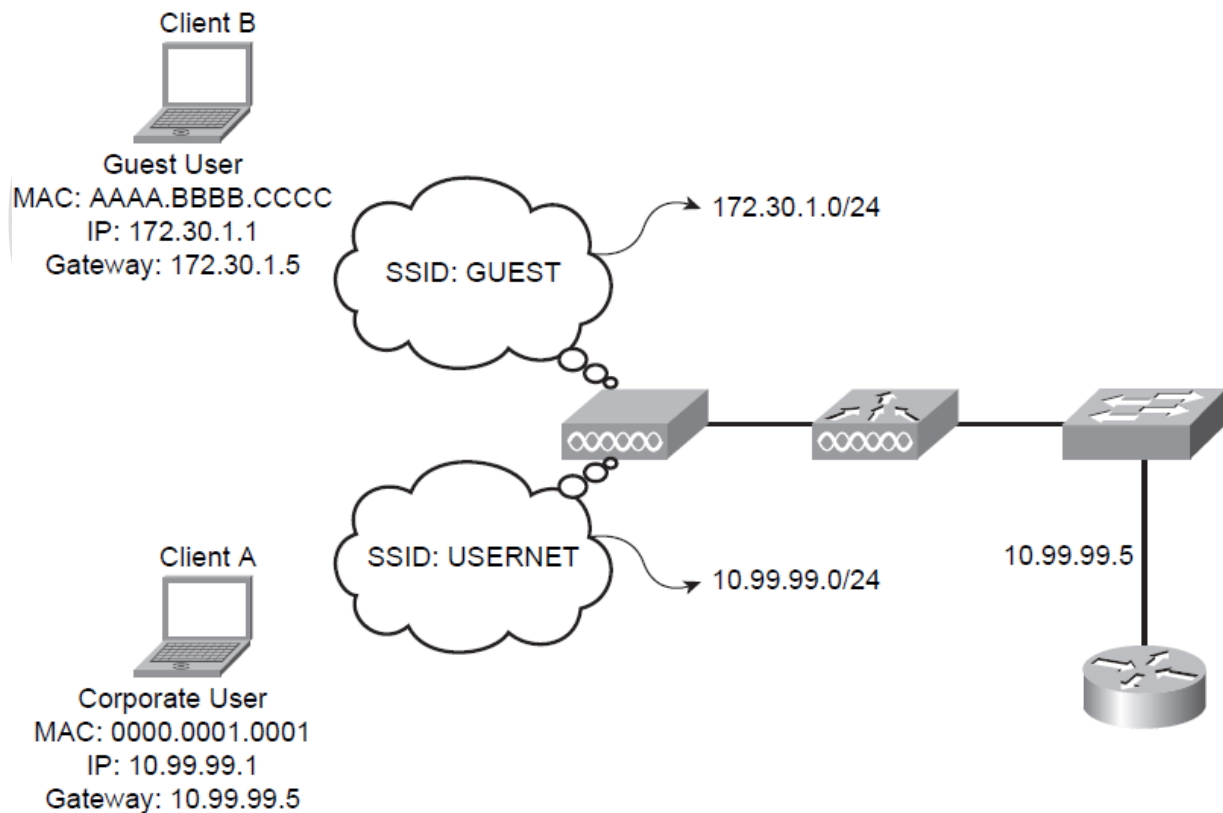 Client B
Guest User
MAC: AAAA.BBBB.CCCC
IP: 172.30.1.1
Gateway: 172.30.1.5
172.30.1.0/24
SSID: GUEST
SSID: USERNET
10.99.99.0/24
10.99.99.5
Client A
Corporate User
MAC: 0000.0001.0001
IP: 10.99.99.1
Gateway: 10.99.99.5